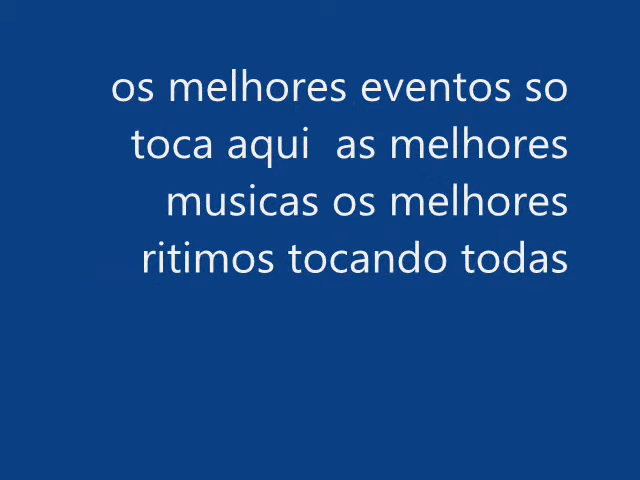 os melhores eventos so
toca aqui  as melhores
musicas os melhores
ritimos tocando todas